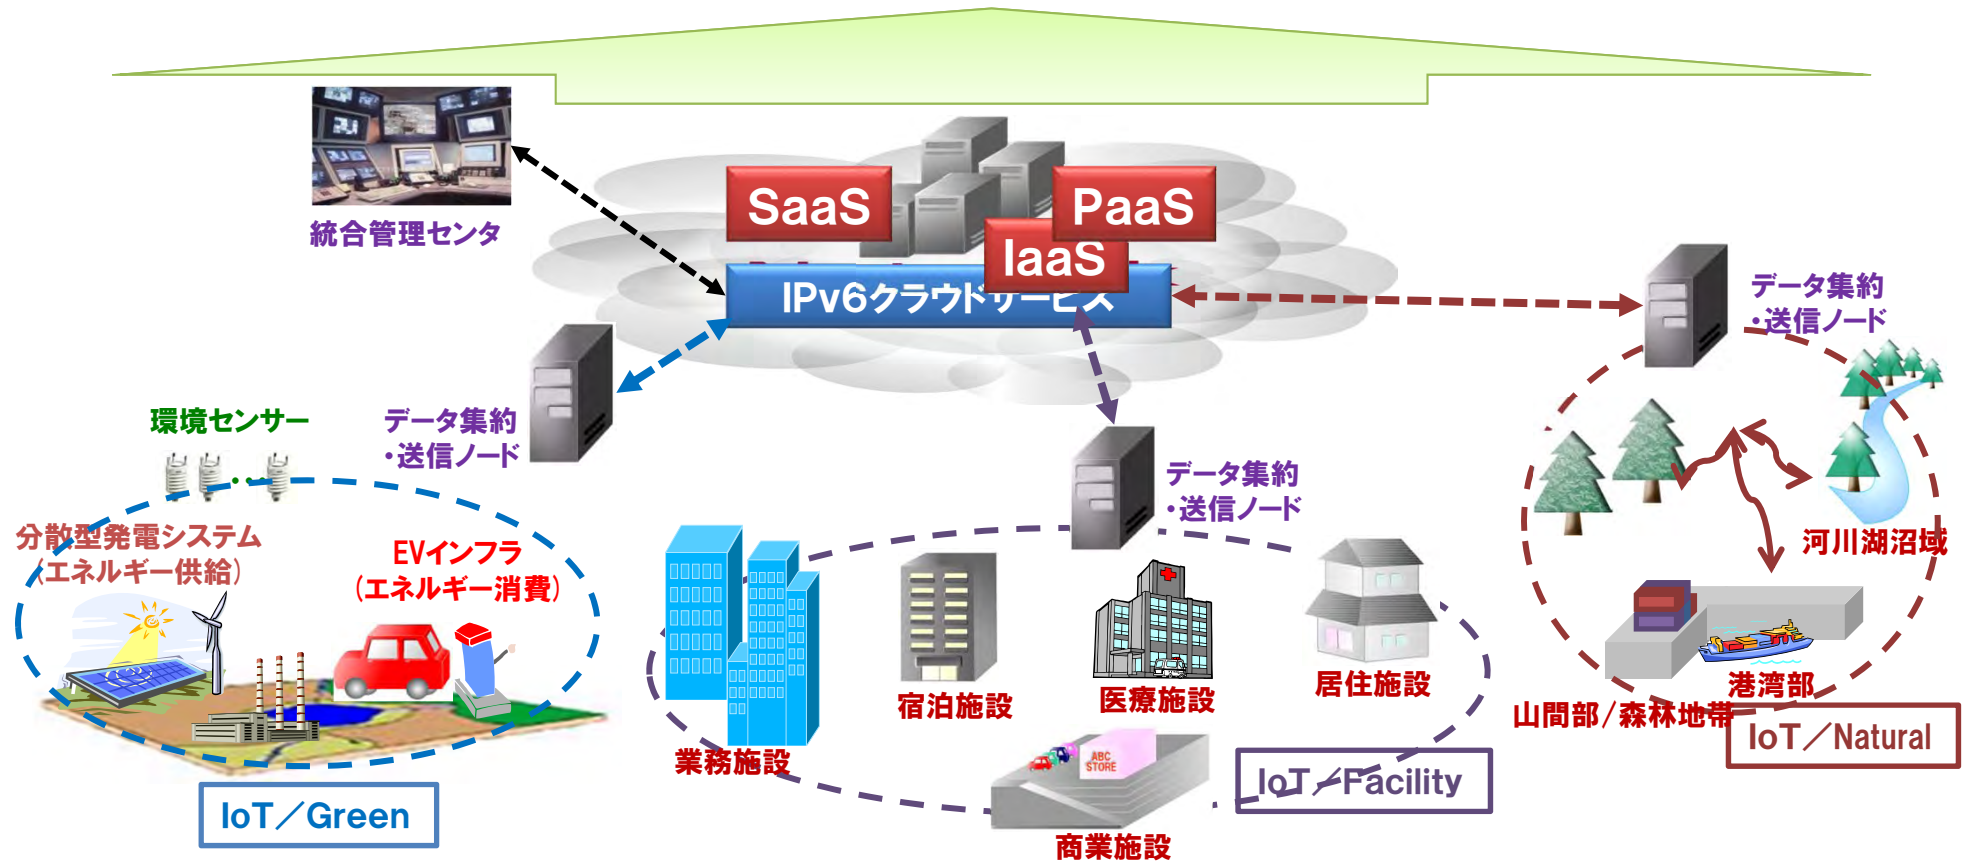 SaaS
PaaS
IaaS
IPv6クラウドサービス
統合管理センタ
データ集約
・送信ノード
環境センサー
データ集約
・送信ノード
データ集約
・送信ノード
分散型発電システム
(エネルギー供給)
EVインフラ
(エネルギー消費)
河川湖沼域
宿泊施設
医療施設
居住施設
港湾部
山間部/森林地帯
業務施設
ABC
STORE
商業施設
IoT／Green
IoT／Facility
IoT／Natural